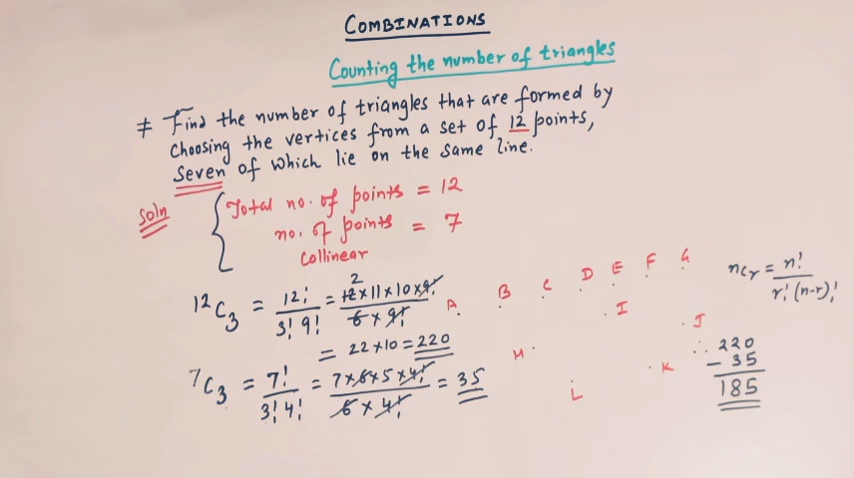 COMBINATIONS
Counting the number of triangles
# Find the number of triangles that are formed by
choosing the vertices from a set of 12 points,
seven of which lie on the same line.
Soln
Total no. of points = 12
no. of points = 7
collinear
A B C D E F G
I
J
H
K
L
nCr = n! / r!(n-r)!
12C3 = 12! / 3! 9! = 2 12×11×10×9! / 6×9!
= 22×10 = 220
7C3 = 7! / 3! 4! = 7×6×5×4! / 6×4! = 35
∴ 220
- 35
185